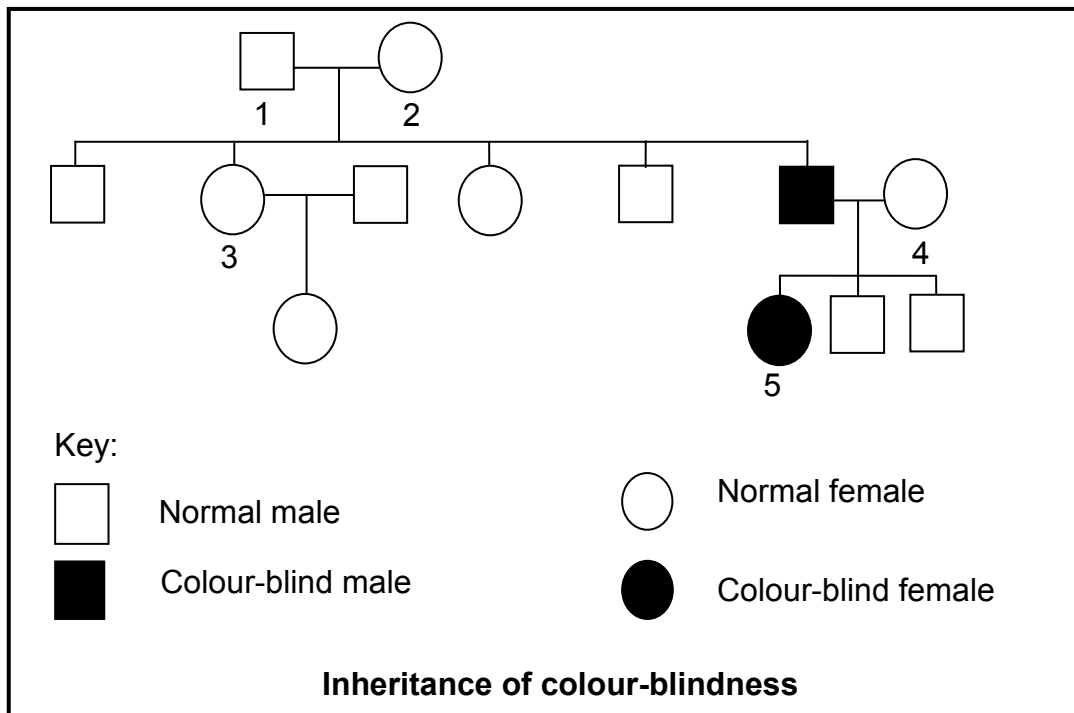 1
2
3
4
5
Key:
Normal male
Normal female
Colour-blind male
Colour-blind female
Inheritance of colour-blindness